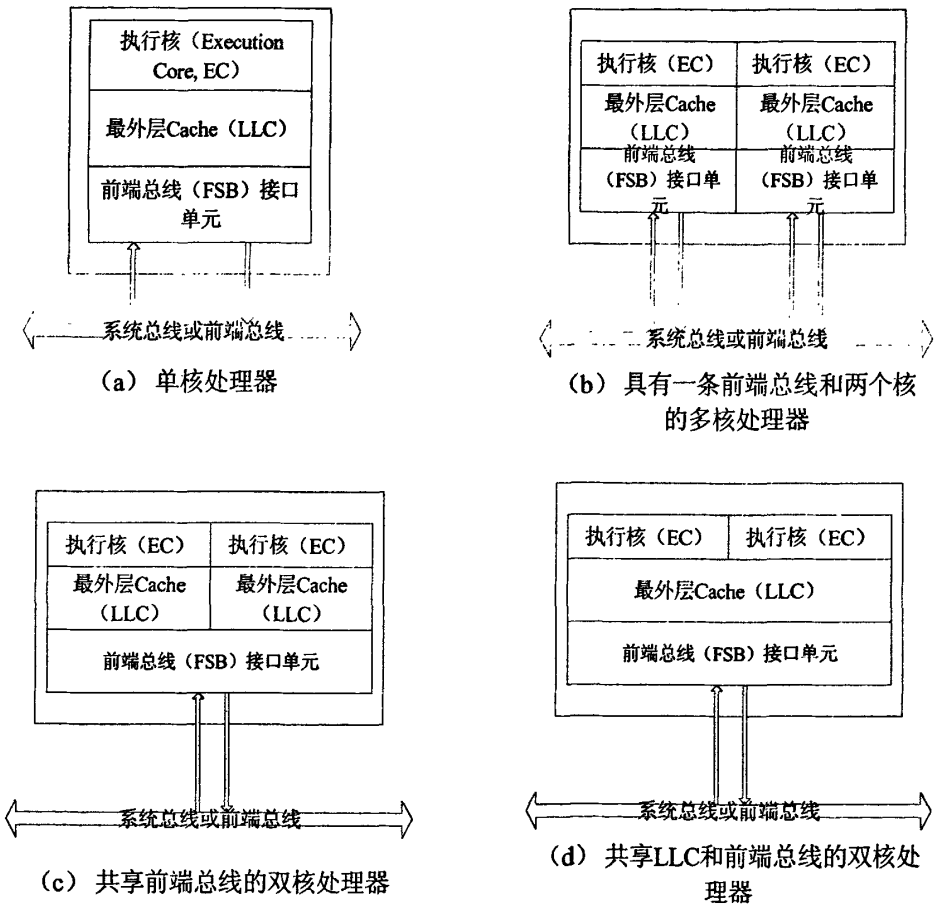 执行核（Execution
Core, EC）
最外层Cache（LLC）
前端总线（FSB）接口
单元
系统总线或前端总线
（a） 单核处理器
执行核（EC）
执行核（EC）
最外层Cache
（LLC）
最外层Cache
（LLC）
前端总线
（FSB）接口单
元
前端总线
（FSB）接口单
元
系统总线或前端总线
（b） 具有一条前端总线和两个核
的多核处理器
执行核（EC）
执行核（EC）
最外层Cache
（LLC）
最外层Cache
（LLC）
前端总线（FSB）接口单元
系统总线或前端总线
（c） 共享前端总线的双核处理器
执行核（EC）
执行核（EC）
最外层Cache（LLC）
前端总线（FSB）接口单元
系统总线或前端总线
（d） 共享LLC和前端总线的双核处
理器